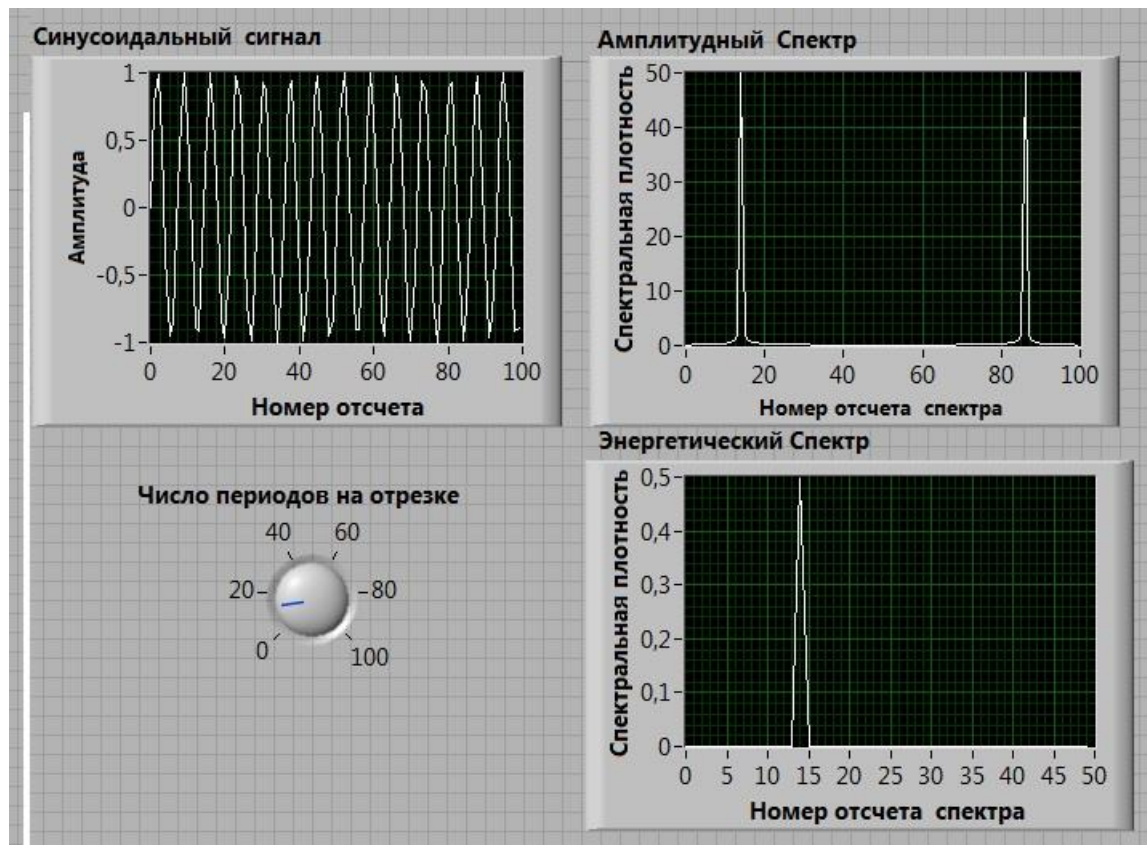 Синусоидальный сигнал
Амплитуда
1
0,5
0
-0,5
-1
0 20 40 60 80 100
Номер отсчета
Амплитудный Спектр
Спектральная плотность
50
40
30
20
10
0
0 20 40 60 80 100
Номер отсчета спектра
Число периодов на отрезке
40 60
20 80
0 100
Энергетический Спектр
Спектральная плотность
0,5
0,4
0,3
0,2
0,1
0
0 5 10 15 20 25 30 35 40 45 50
Номер отсчета спектра